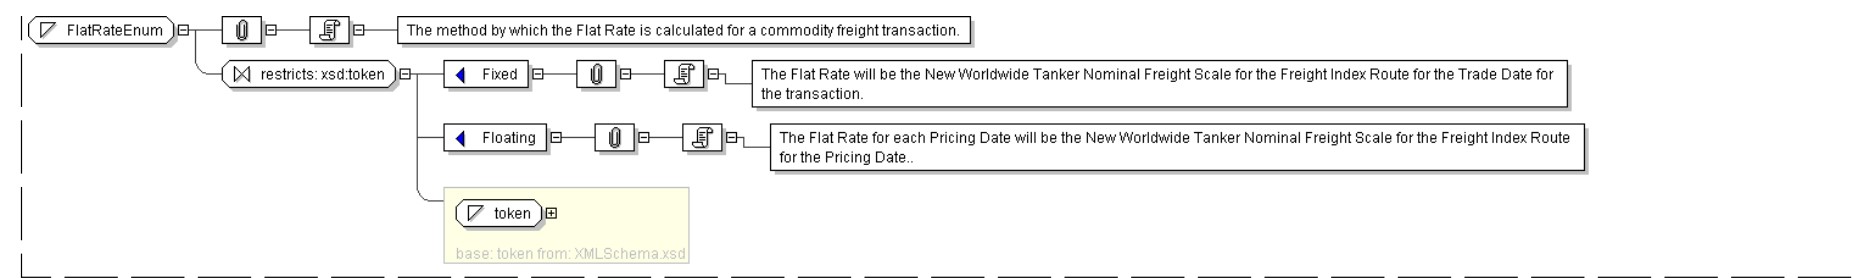 FlatRateEnum
The method by which the Flat Rate is calculated for a commodity freight transaction.
restricts: xsd:token
Fixed
The Flat Rate will be the New Worldwide Tanker Nominal Freight Scale for the Freight Index Route for the Trade Date for
the transaction.
Floating
The Flat Rate for each Pricing Date will be the New Worldwide Tanker Nominal Freight Scale for the Freight Index Route
for the Pricing Date..
token
base: token from: XMLSchema.xsd